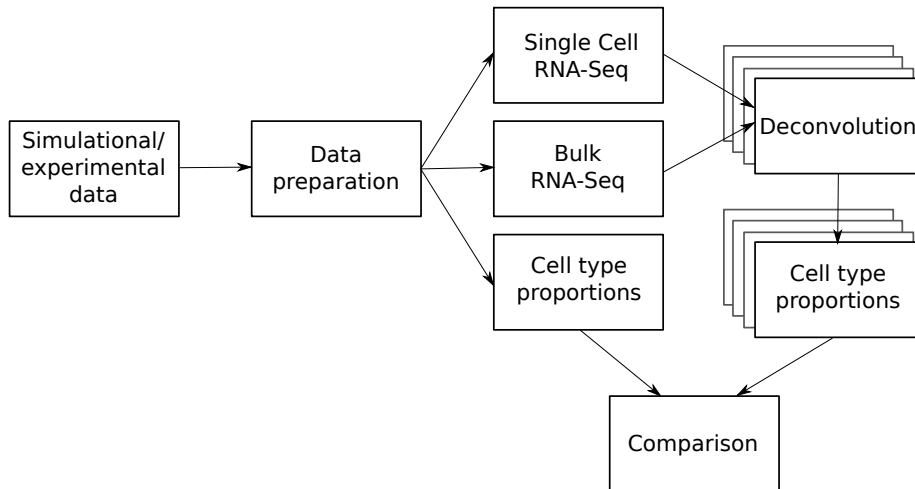 Simulational/
experimental
data
Data
preparation
Single Cell
RNA-Seq
Bulk
RNA-Seq
Cell type
proportions
Deconvolution
Cell type
proportions
Comparison